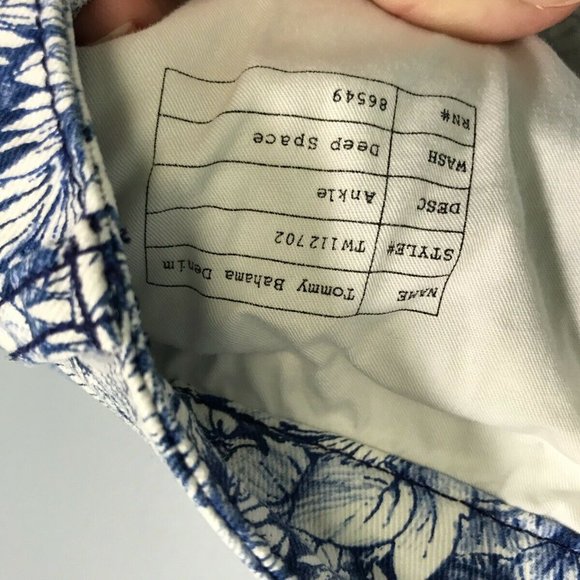 NAME Tommy Bahama Denim
STYLE# TW112702
DESC Ankle
WASH Deep Space
RN# 86549